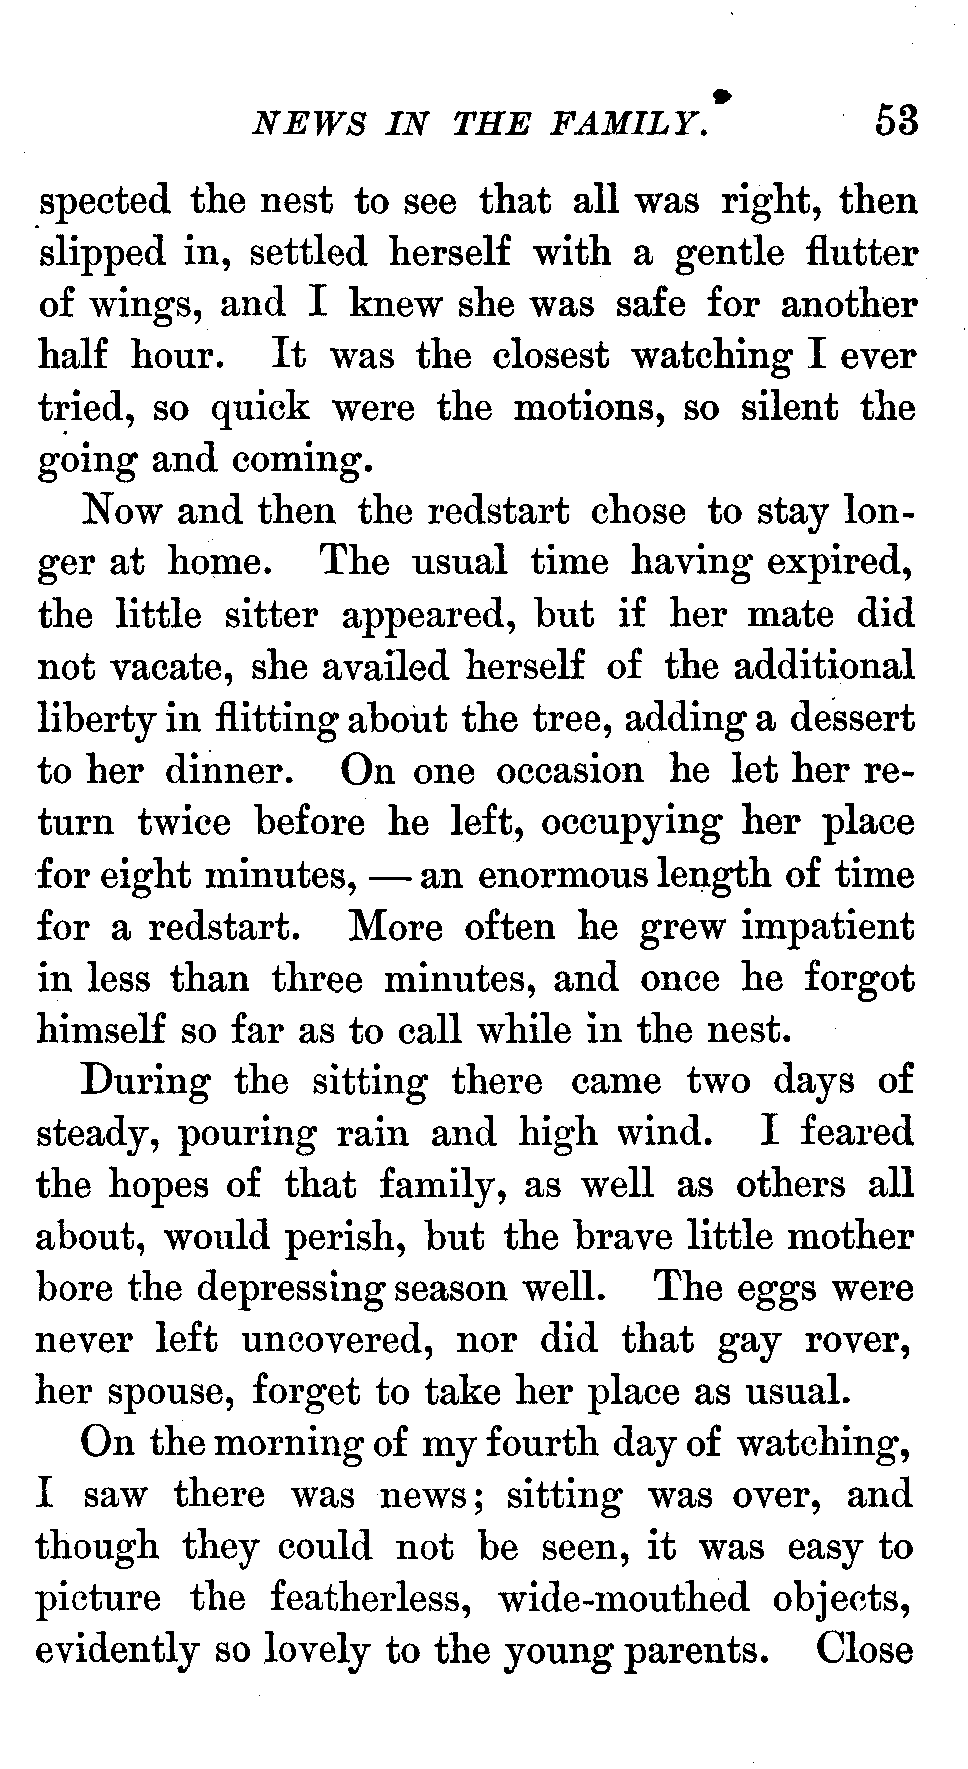 NEWS IN THE FAMILY. 53
spected the nest to see that all was right, then
slipped in, settled herself with a gentle flutter
of wings, and I knew she was safe for another
half hour. It was the closest watching I ever
tried, so quick were the motions, so silent the
going and coming.
Now and then the redstart chose to stay lon-
ger at home. The usual time having expired,
the little sitter appeared, but if her mate did
not vacate, she availed herself of the additional
liberty in flitting about the tree, adding a dessert
to her dinner. On one occasion he let her re-
turn twice before he left, occupying her place
for eight minutes, — an enormous length of time
for a redstart. More often he grew impatient
in less than three minutes, and once he forgot
himself so far as to call while in the nest.
During the sitting there came two days of
steady, pouring rain and high wind. I feared
the hopes of that family, as well as others all
about, would perish, but the brave little mother
bore the depressing season well. The eggs were
never left uncovered, nor did that gay rover,
her spouse, forget to take her place as usual.
On the morning of my fourth day of watching,
I saw there was news; sitting was over, and
though they could not be seen, it was easy to
picture the featherless, wide-mouthed objects,
evidently so lovely to the young parents. Close